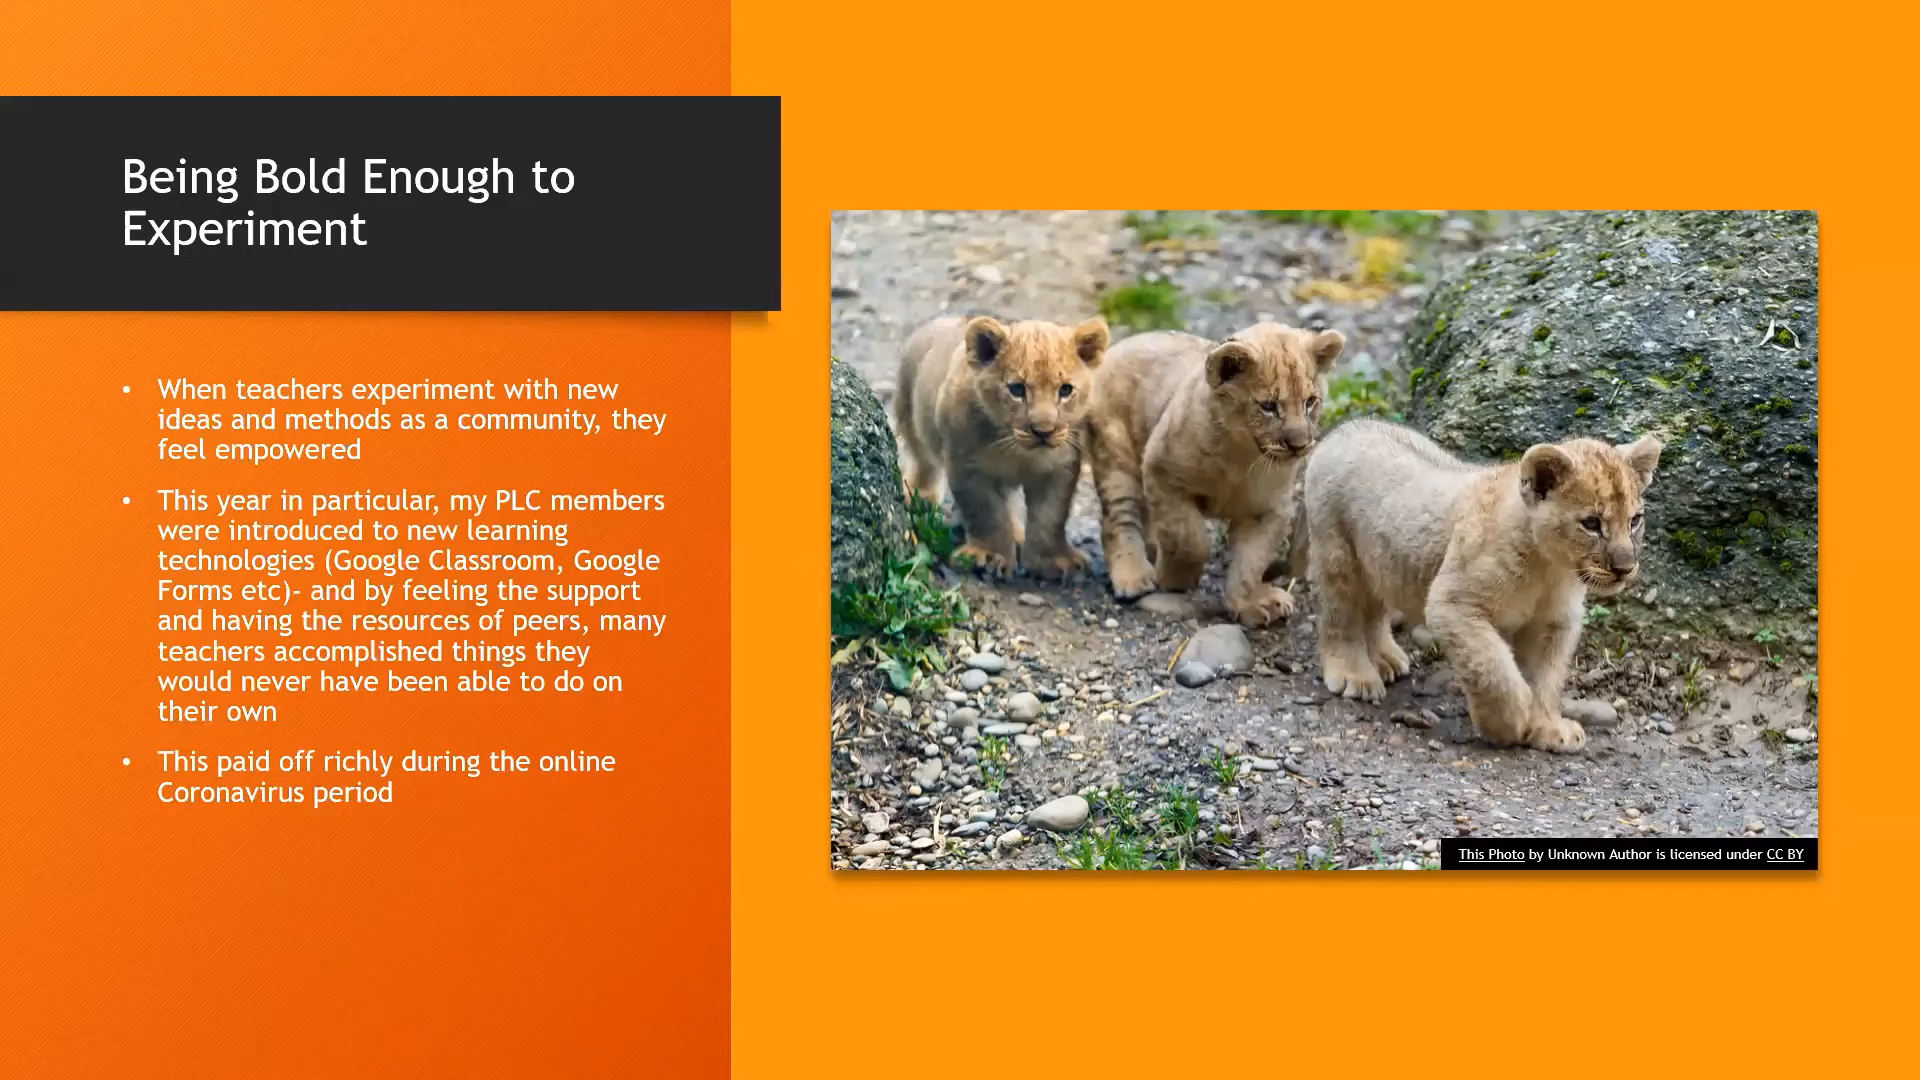 Being Bold Enough to
Experiment
• When teachers experiment with new
ideas and methods as a community, they
feel empowered
• This year in particular, my PLC members
were introduced to new learning
technologies (Google Classroom, Google
Forms etc)- and by feeling the support
and having the resources of peers, many
teachers accomplished things they
would never have been able to do on
their own
• This paid off richly during the online
Coronavirus period
This Photo by Unknown Author is licensed under CC BY